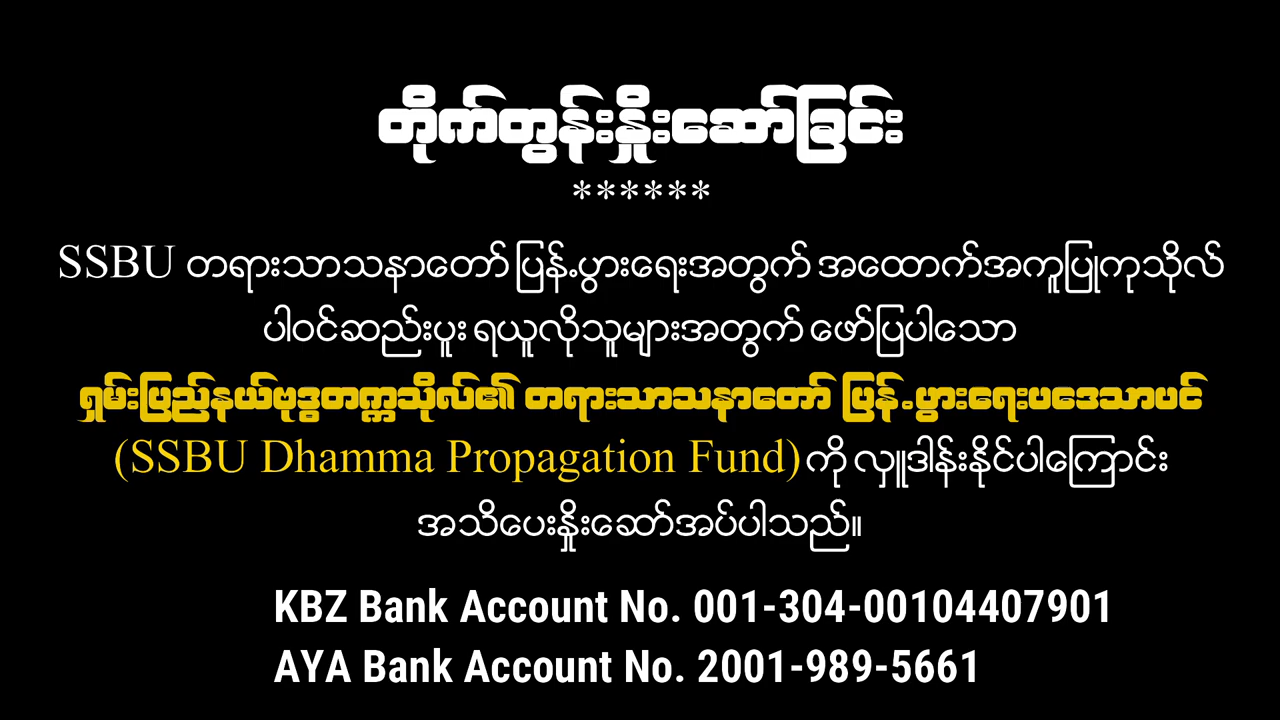 တိုက်တွန်းနှိုးဆော်ခြင်း
******
SSBU တရားသာသနာတော် ပြန့်ပွားရေးအတွက် အထောက်အကူပြုကုသိုလ်
ပါဝင်ဆည်းပူး ရယူလိုသူများအတွက် ဖော်ပြပါသော
ရှမ်းပြည်နယ်ဗုဒ္ဓတက္ကသိုလ်၏ တရားသာသနာတော် ပြန့်ပွားရေးပဒေသာပင်
(SSBU Dhamma Propagation Fund) ကို လှူဒါန်းနိုင်ပါကြောင်း
အသိပေးနှိုးဆော်အပ်ပါသည်။
KBZ Bank Account No. 001-304-00104407901
AYA Bank Account No. 2001-989-5661